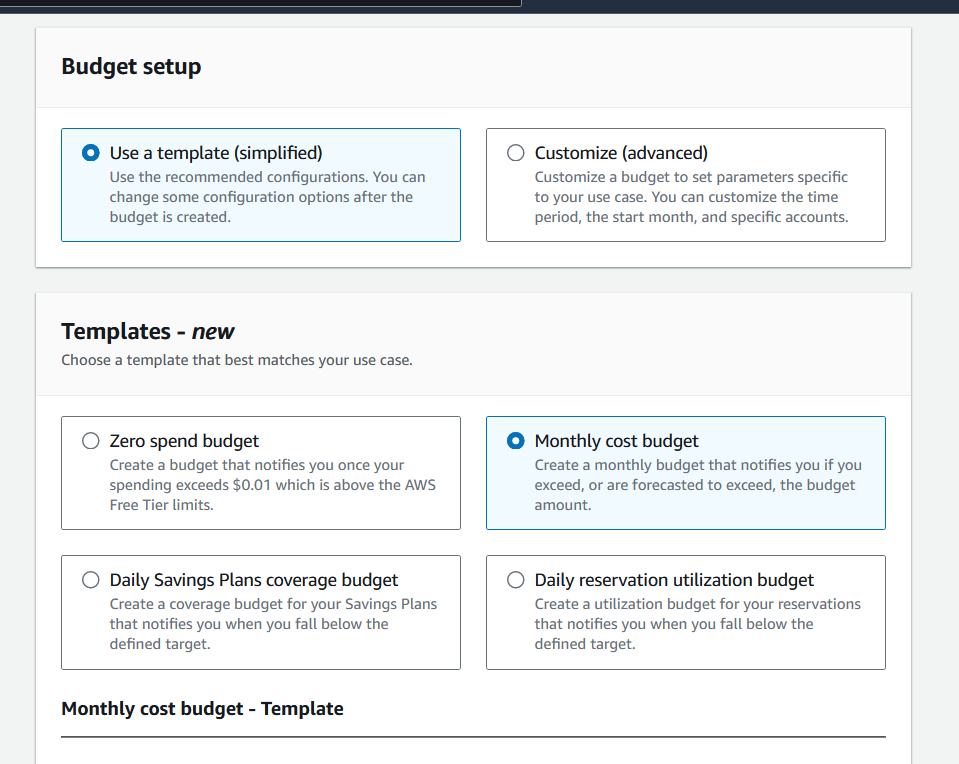 Budget setup
Use a template (simplified)
Use the recommended configurations. You can
change some configuration options after the
budget is created.
Customize (advanced)
Customize a budget to set parameters specific
to your use case. You can customize the time
period, the start month, and specific accounts.
Templates - new
Choose a template that best matches your use case.
Zero spend budget
Create a budget that notifies you once your
spending exceeds $0.01 which is above the AWS
Free Tier limits.
Monthly cost budget
Create a monthly budget that notifies you if you
exceed, or are forecasted to exceed, the budget
amount.
Daily Savings Plans coverage budget
Create a coverage budget for your Savings Plans
that notifies you when you fall below the
defined target.
Daily reservation utilization budget
Create a utilization budget for your reservations
that notifies you when you fall below the
defined target.
Monthly cost budget - Template